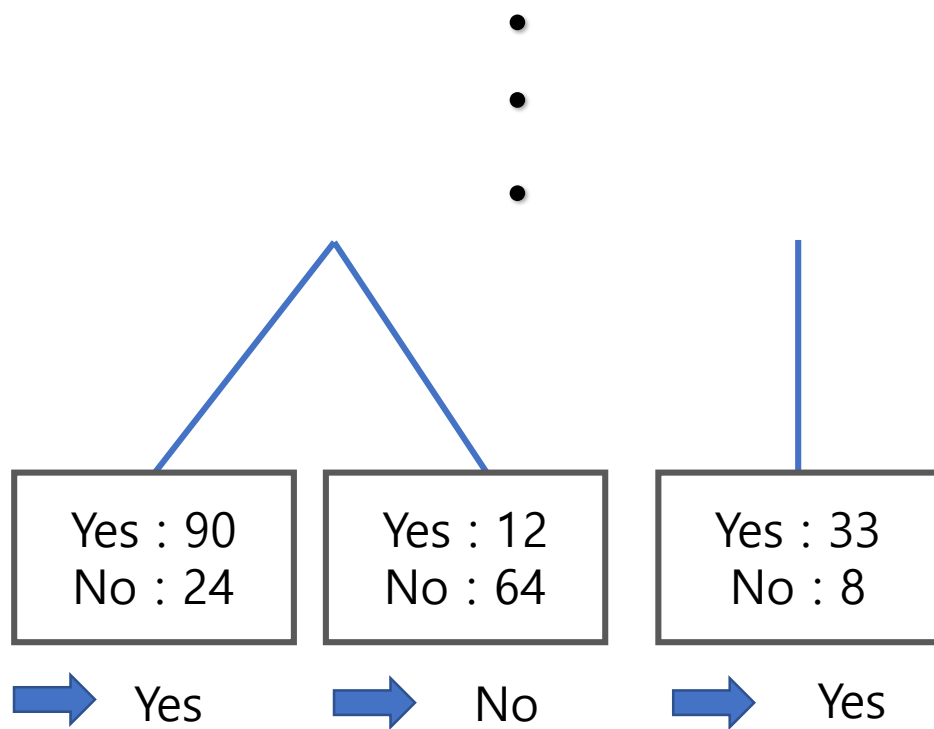 Yes : 90
No : 24
Yes : 12
No : 64
Yes : 33
No : 8
Yes
No
Yes